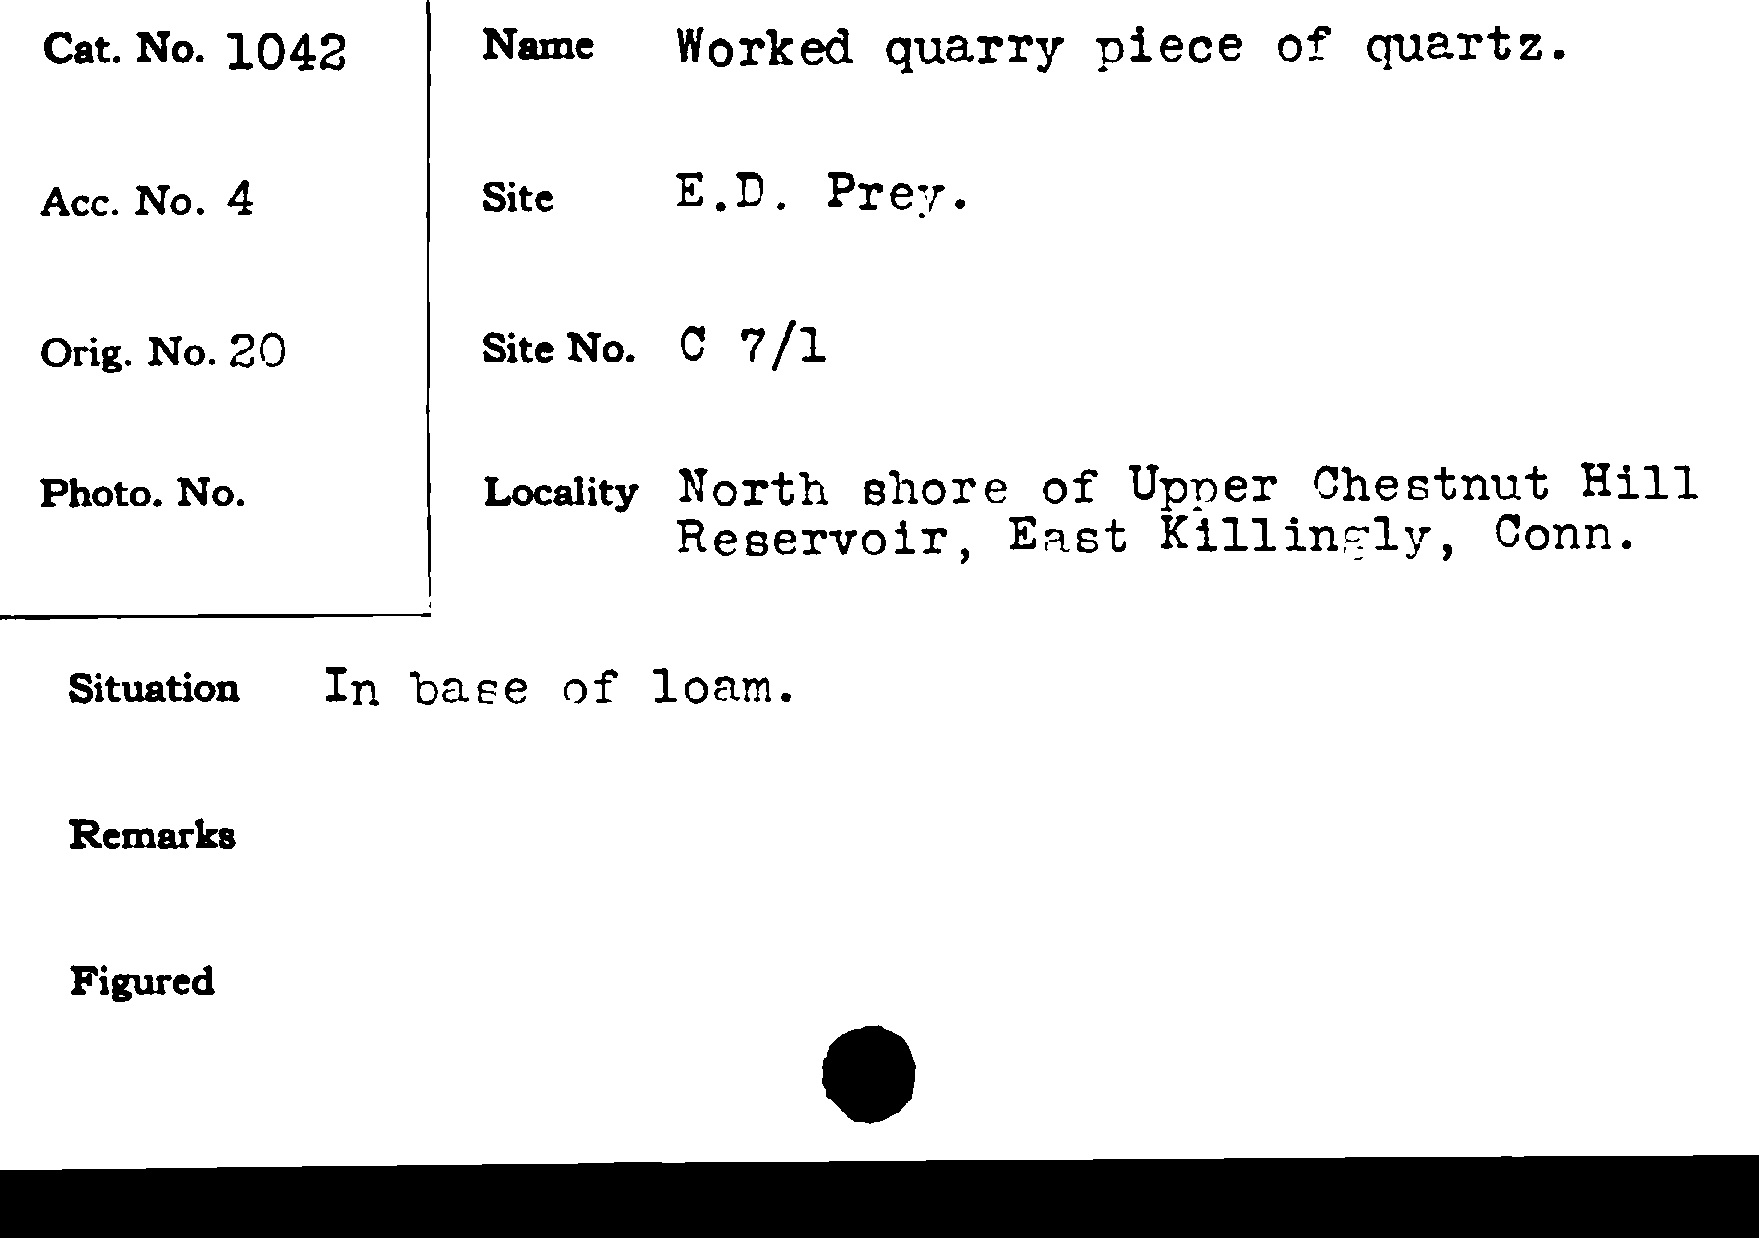 Cat. No. 1042
Name Worked quarry piece of quartz.
Acc. No. 4
Site E.D. Prey.
Orig. No. 20
Site No. C 7/1
Photo. No.
Locality North shore of Upper Chestnut Hill
Reservoir, East Killingly, Conn.
Situation In base of loam.
Remarks
Figured